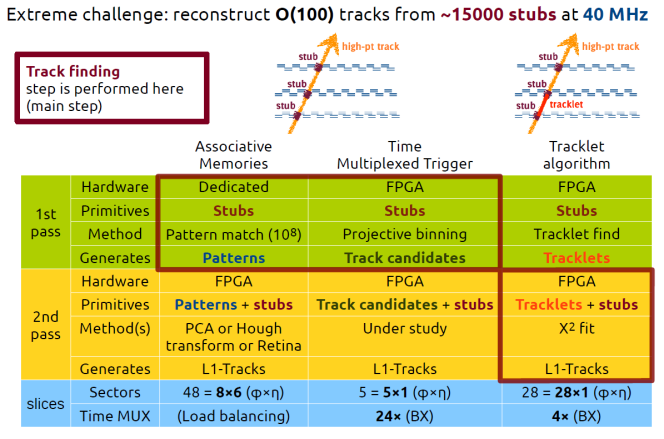 Extreme challenge: reconstruct O(100) tracks from ~15000 stubs at 40 MHz
Track finding
step is performed here
(main step)
stub
high-pt track
stub
stub
stub
high-pt track
stub
stub
tracklet
Associative
Memories
Time
Multiplexed Trigger
Tracklet
algorithm
1st
pass
Hardware Dedicated FPGA FPGA
Primitives Stubs Stubs Stubs
Method Pattern match (10⁸) Projective binning Tracklet find
Generates Patterns Track candidates Tracklets
2nd
pass
Hardware FPGA FPGA FPGA
Primitives Patterns + stubs Track candidates + stubs Tracklets + stubs
Method(s) PCA or Hough Under study Χ² fit
transform or Retina
Generates L1-Tracks L1-Tracks L1-Tracks
slices
Sectors 48 = 8×6 (φ×η) 5 = 5×1 (φ×η) 28 = 28×1 (φ×η)
Time MUX (Load balancing) 24× (BX) 4× (BX)